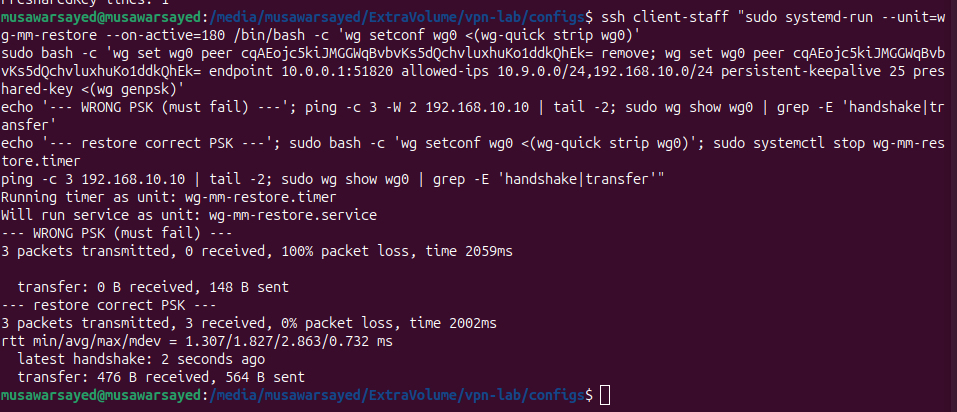 PresharedKey lines: 1
musawarsayed@musawarsayed:/media/musawarsayed/ExtraVolume/vpn-lab/configs$ ssh client-staff "sudo systemd-run --unit=w
g-mm-restore --on-active=180 /bin/bash -c 'wg setconf wg0 <(wg-quick strip wg0)'
sudo bash -c 'wg set wg0 peer cqAEojc5kiJMGGWqBvbvKs5dQchvluxhuKo1ddkQhEk= remove; wg set wg0 peer cqAEojc5kiJMGGWqBvb
vKs5dQchvluxhuKo1ddkQhEk= endpoint 10.0.0.1:51820 allowed-ips 10.9.0.0/24,192.168.10.0/24 persistent-keepalive 25 pres
hared-key <(wg genpsk)'
echo '--- WRONG PSK (must fail) ---'; ping -c 3 -W 2 192.168.10.10 | tail -2; sudo wg show wg0 | grep -E 'handshake|tr
ansfer'
echo '--- restore correct PSK ---'; sudo bash -c 'wg setconf wg0 <(wg-quick strip wg0)'; sudo systemctl stop wg-mm-res
tore.timer
ping -c 3 192.168.10.10 | tail -2; sudo wg show wg0 | grep -E 'handshake|transfer'"
Running timer as unit: wg-mm-restore.timer
Will run service as unit: wg-mm-restore.service
--- WRONG PSK (must fail) ---
3 packets transmitted, 0 received, 100% packet loss, time 2059ms

  transfer: 0 B received, 148 B sent
--- restore correct PSK ---
3 packets transmitted, 3 received, 0% packet loss, time 2002ms
rtt min/avg/max/mdev = 1.307/1.827/2.863/0.732 ms
  latest handshake: 2 seconds ago
  transfer: 476 B received, 564 B sent
musawarsayed@musawarsayed:/media/musawarsayed/ExtraVolume/vpn-lab/configs$